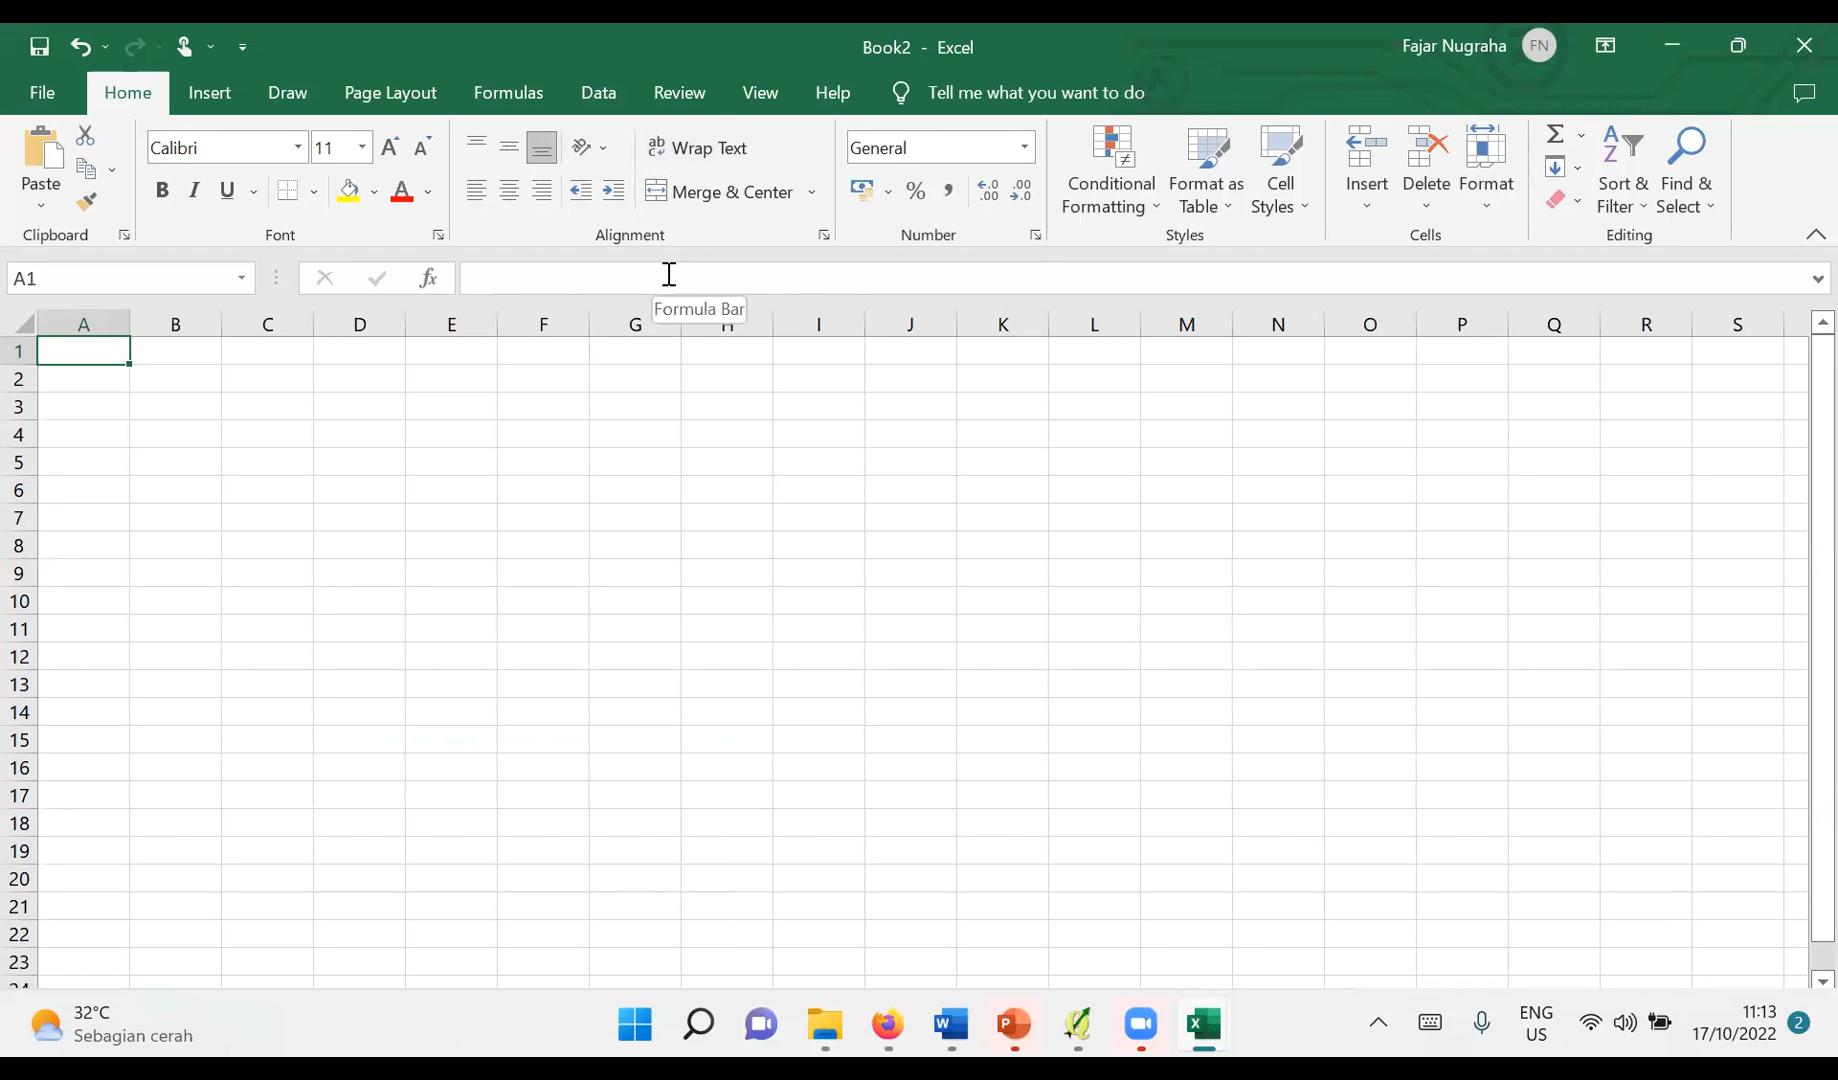 Book2 - Excel
Fajar Nugraha
FN
File
Home
Insert
Draw
Page Layout
Formulas
Data
Review
View
Help
Tell me what you want to do
Paste
Clipboard
Calibri
11
B I U
Font
Wrap Text
Merge & Center
Alignment
General
Number
Conditional
Formatting
Format as
Table
Cell
Styles
Styles
Insert
Delete
Format
Cells
Sort &
Filter
Find &
Select
Editing
A1
fx
Formula Bar
A B C D E F G H I J K L M N O P Q R S
1
2
3
4
5
6
7
8
9
10
11
12
13
14
15
16
17
18
19
20
21
22
23
24
32°C
Sebagian cerah
ENG
US
11:13
17/10/2022
2